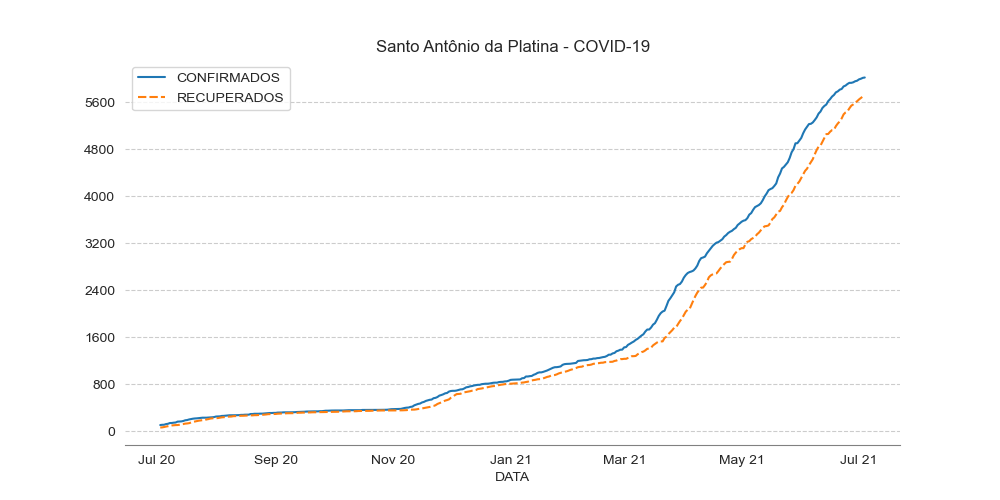 Santo Antônio da Platina - COVID-19
CONFIRMADOS
RECUPERADOS
5600
4800
4000
3200
2400
1600
800
0
Jul 20 Sep 20 Nov 20 Jan 21 Mar 21 May 21 Jul 21
DATA